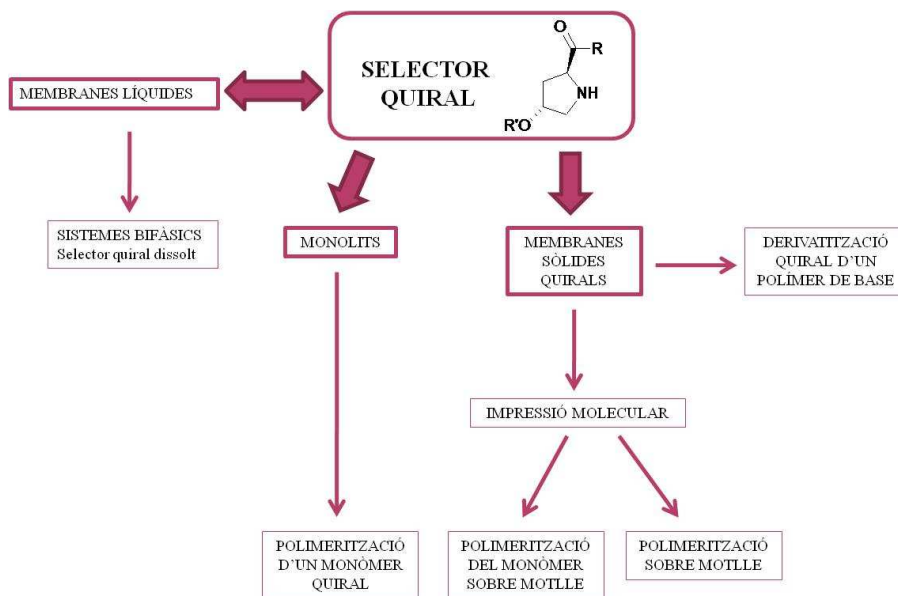 SELECTOR
QUIRAL
O
R
NH
R'O
MEMBRANES LÍQUIDES
SISTEMES BIFÀSICS
Selector quiral dissolt
MONOLITS
MEMBRANES
SÒLIDES
QUIRALS
DERIVATITZACIÓ
QUIRAL D'UN
POLÍMER DE BASE
IMPRESSIÓ MOLECULAR
POLIMERITZACIÓ
D'UN MONÒMER
QUIRAL
POLIMERITZACIÓ
DEL MONÒMER
SOBRE MOTLLE
POLIMERITZACIÓ
SOBRE MOTLLE